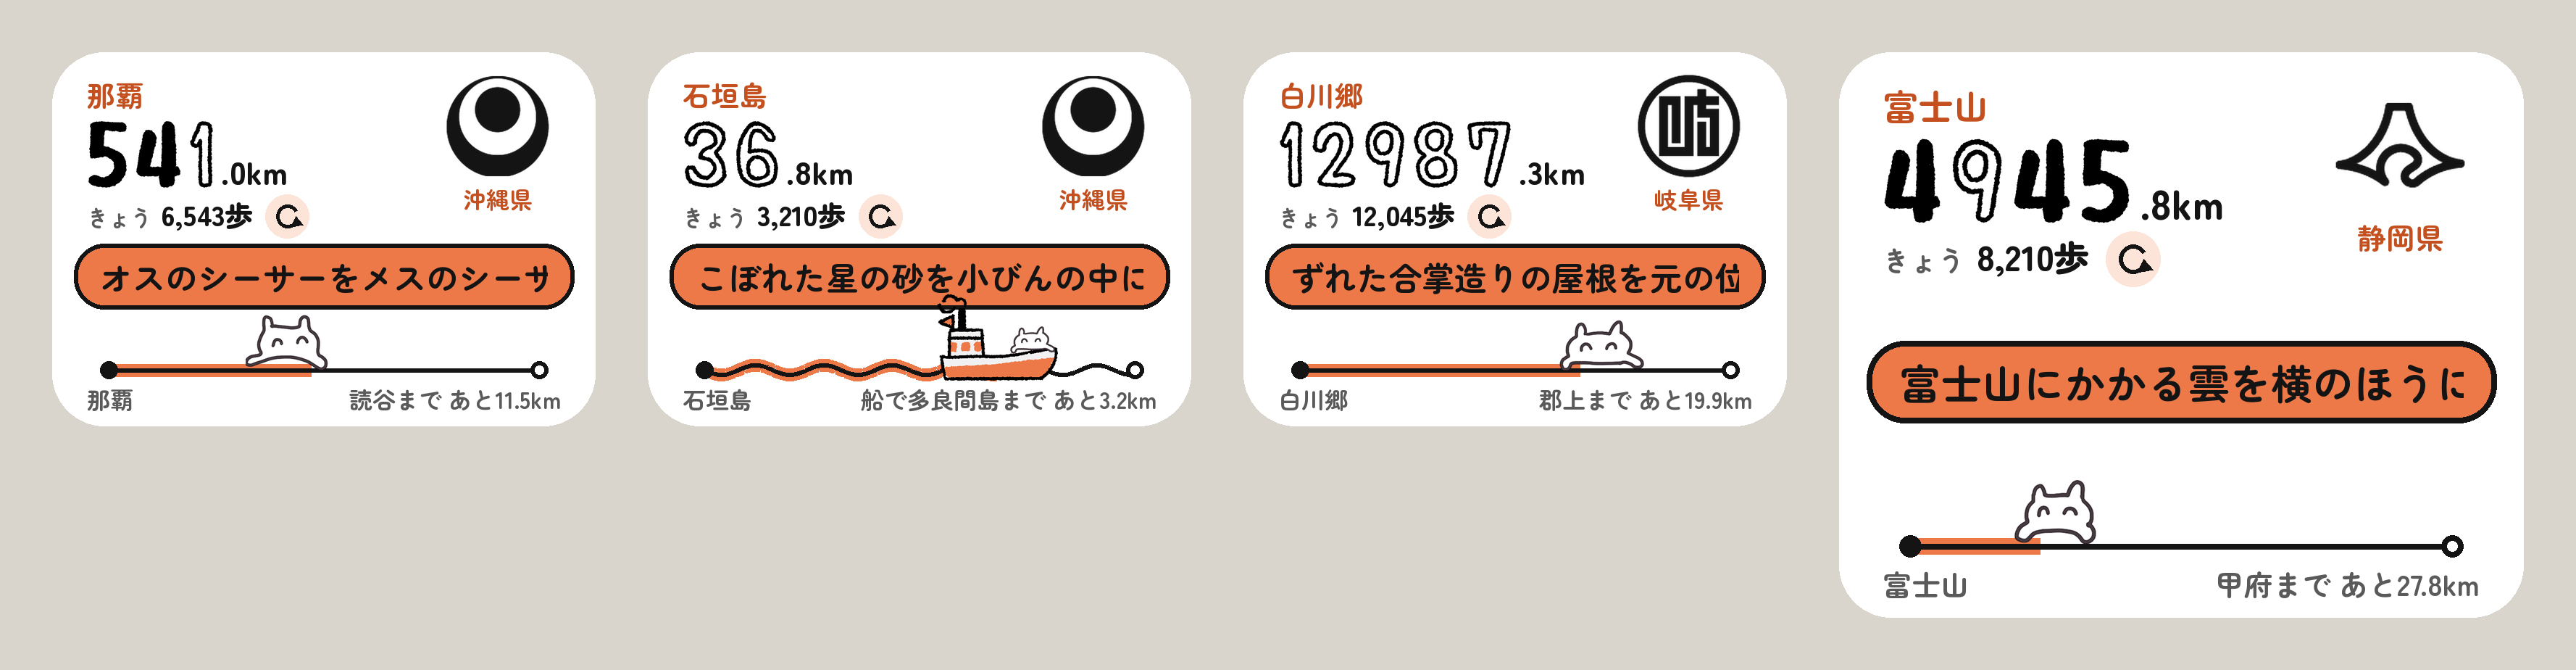 那覇
541.0km
きょう 6,543歩
沖縄県
オスのシーサーをメスのシーサ
那覇
読谷まで あと11.5km
石垣島
36.8km
きょう 3,210歩
沖縄県
こぼれた星の砂を小びんの中に
石垣島
船で多良間島まで あと3.2km
白川郷
12987.3km
きょう 12,045歩
岐
岐阜県
ずれた合掌造りの屋根を元の位
白川郷
郡上まで あと19.9km
富士山
4945.8km
きょう 8,210歩
静岡県
富士山にかかる雲を横のほうに
富士山
甲府まで あと27.8km